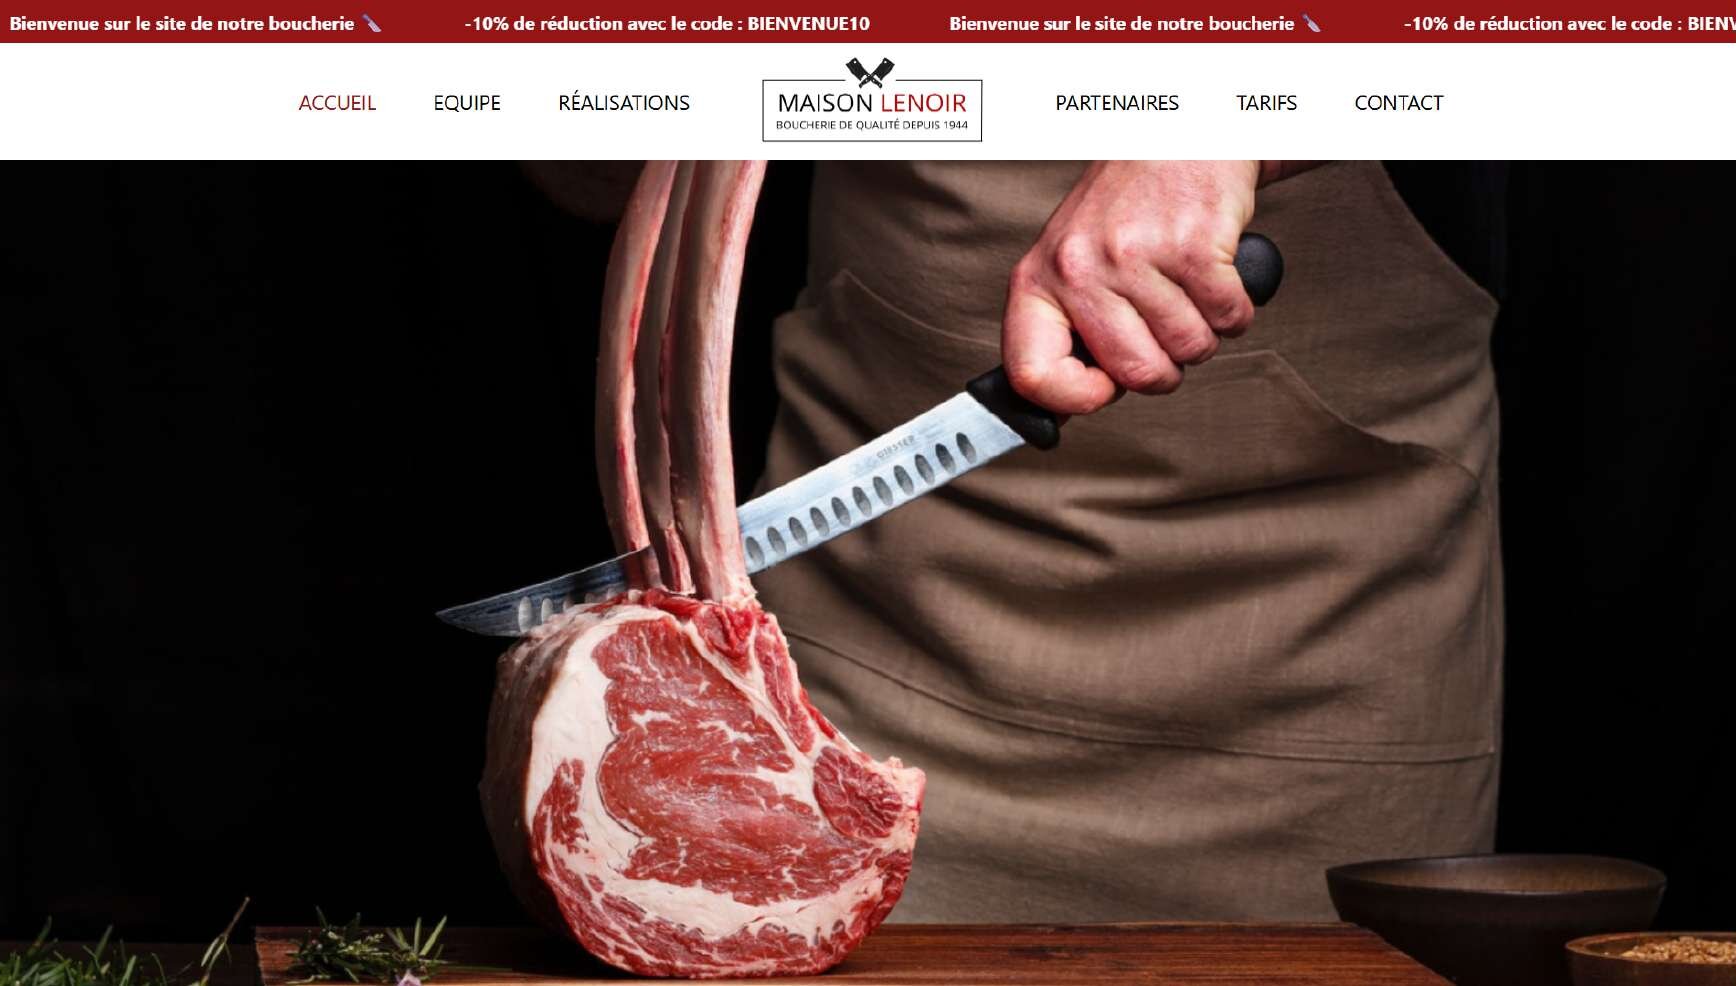 Bienvenue sur le site de notre boucherie 🔪 -10% de réduction avec le code : BIENVENUE10 Bienvenue sur le site de notre boucherie 🔪 -10% de réduction avec le code : BIENV
ACCUEIL EQUIPE RÉALISATIONS
MAISON LENOIR
BOUCHERIE DE QUALITÉ DEPUIS 1944
PARTENAIRES TARIFS CONTACT
GIESSER